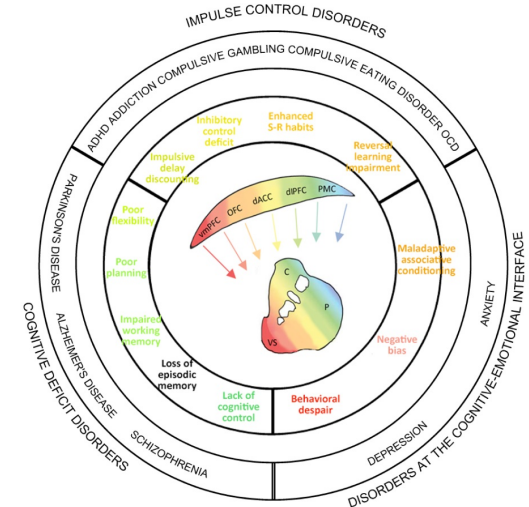 IMPULSE CONTROL DISORDERS
ADHD ADDICTION COMPULSIVE GAMBLING COMPULSIVE EATING DISORDER OCD
Inhibitory
control
deficit
Enhanced
S-R habits
Impulsive
delay
discounting
Reversal
learning
impairment
vmPFC
OFC
dACC
dlPFC
PMC
C
P
VS
Poor
flexibility
Poor
planning
Impaired
working
memory
Loss of
episodic
memory
Lack of
cognitive
control
Maladaptive
associative
conditioning
Negative
bias
Behavioral
despair
PARKINSON'S DISEASE
ALZHEIMER'S DISEASE
SCHIZOPHRENIA
COGNITIVE DEFICIT DISORDERS
ANXIETY
DEPRESSION
DISORDERS AT THE COGNITIVE-EMOTIONAL INTERFACE